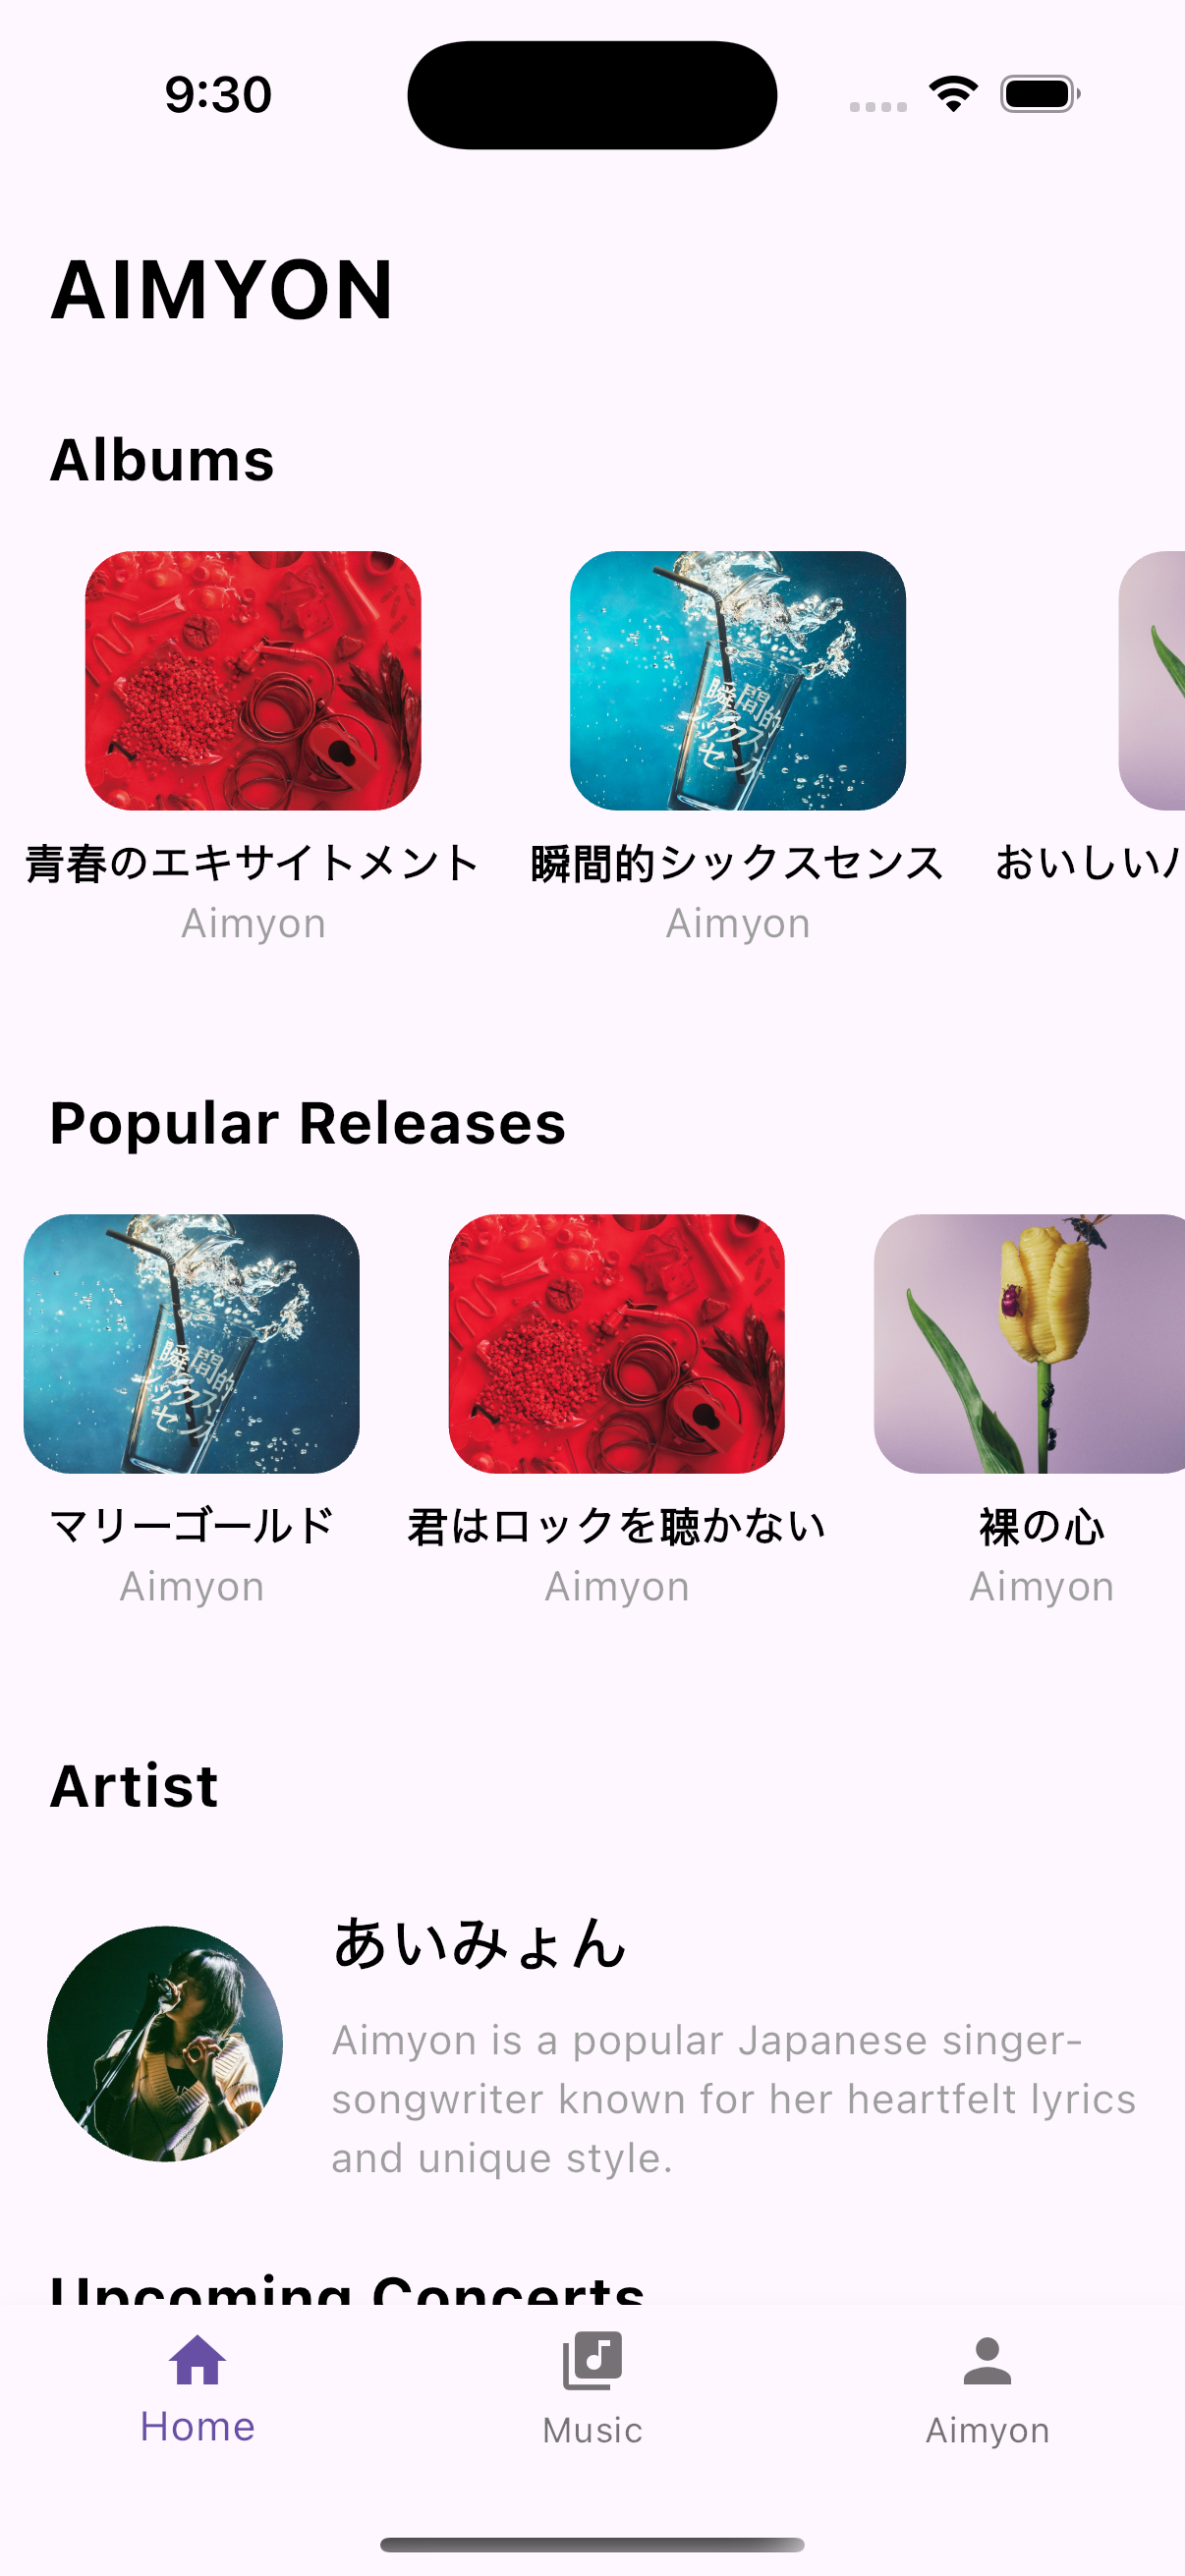 9:30
AIMYON
Albums
瞬間的
シックス
センス
青春のエキサイトメント
瞬間的シックスセンス
おいしい
Aimyon
Aimyon
Popular Releases
瞬間的
シックス
センス
マリーゴールド
君はロックを聴かない
裸の心
Aimyon
Aimyon
Aimyon
Artist
あいみょん
Aimyon is a popular Japanese singer-
songwriter known for her heartfelt lyrics
and unique style.
Upcoming Concerts
Home
Music
Aimyon